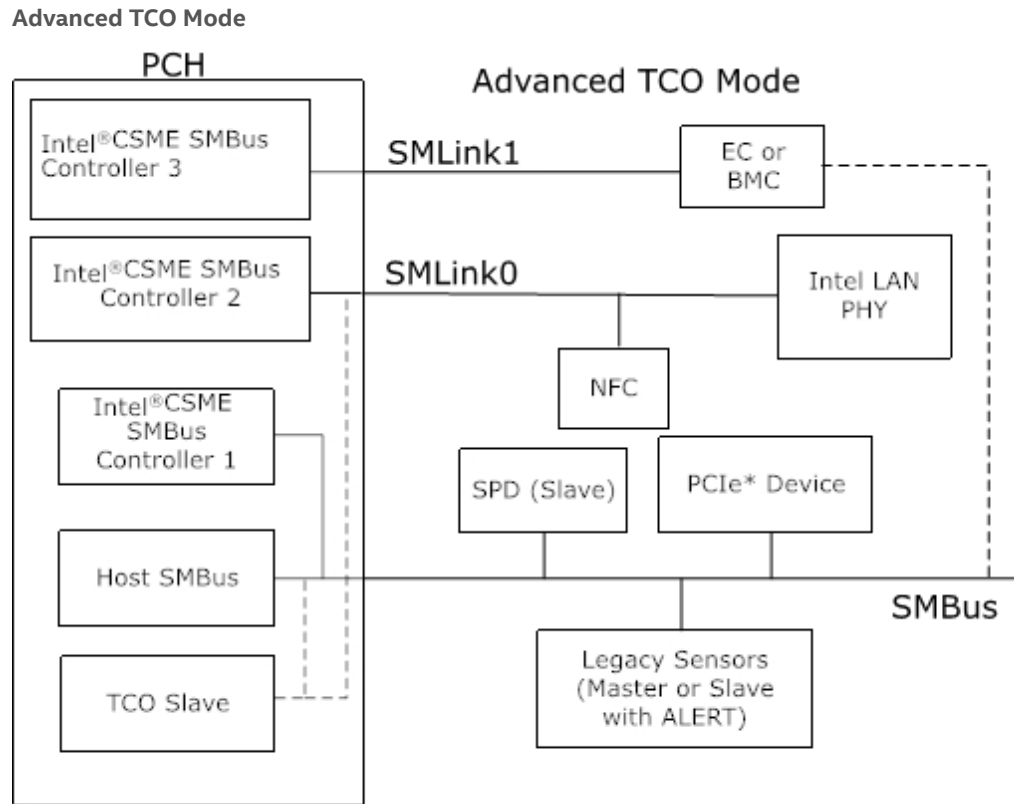 Advanced TCO Mode
PCH
Advanced TCO Mode
Intel®CSME SMBus
Controller 3
SMLink1
EC or
BMC
Intel®CSME SMBus
Controller 2
SMLink0
Intel LAN
PHY
NFC
Intel®CSME
SMBus
Controller 1
SPD (Slave)
PCIe* Device
Host SMBus
SMBus
Legacy Sensors
(Master or Slave
with ALERT)
TCO Slave